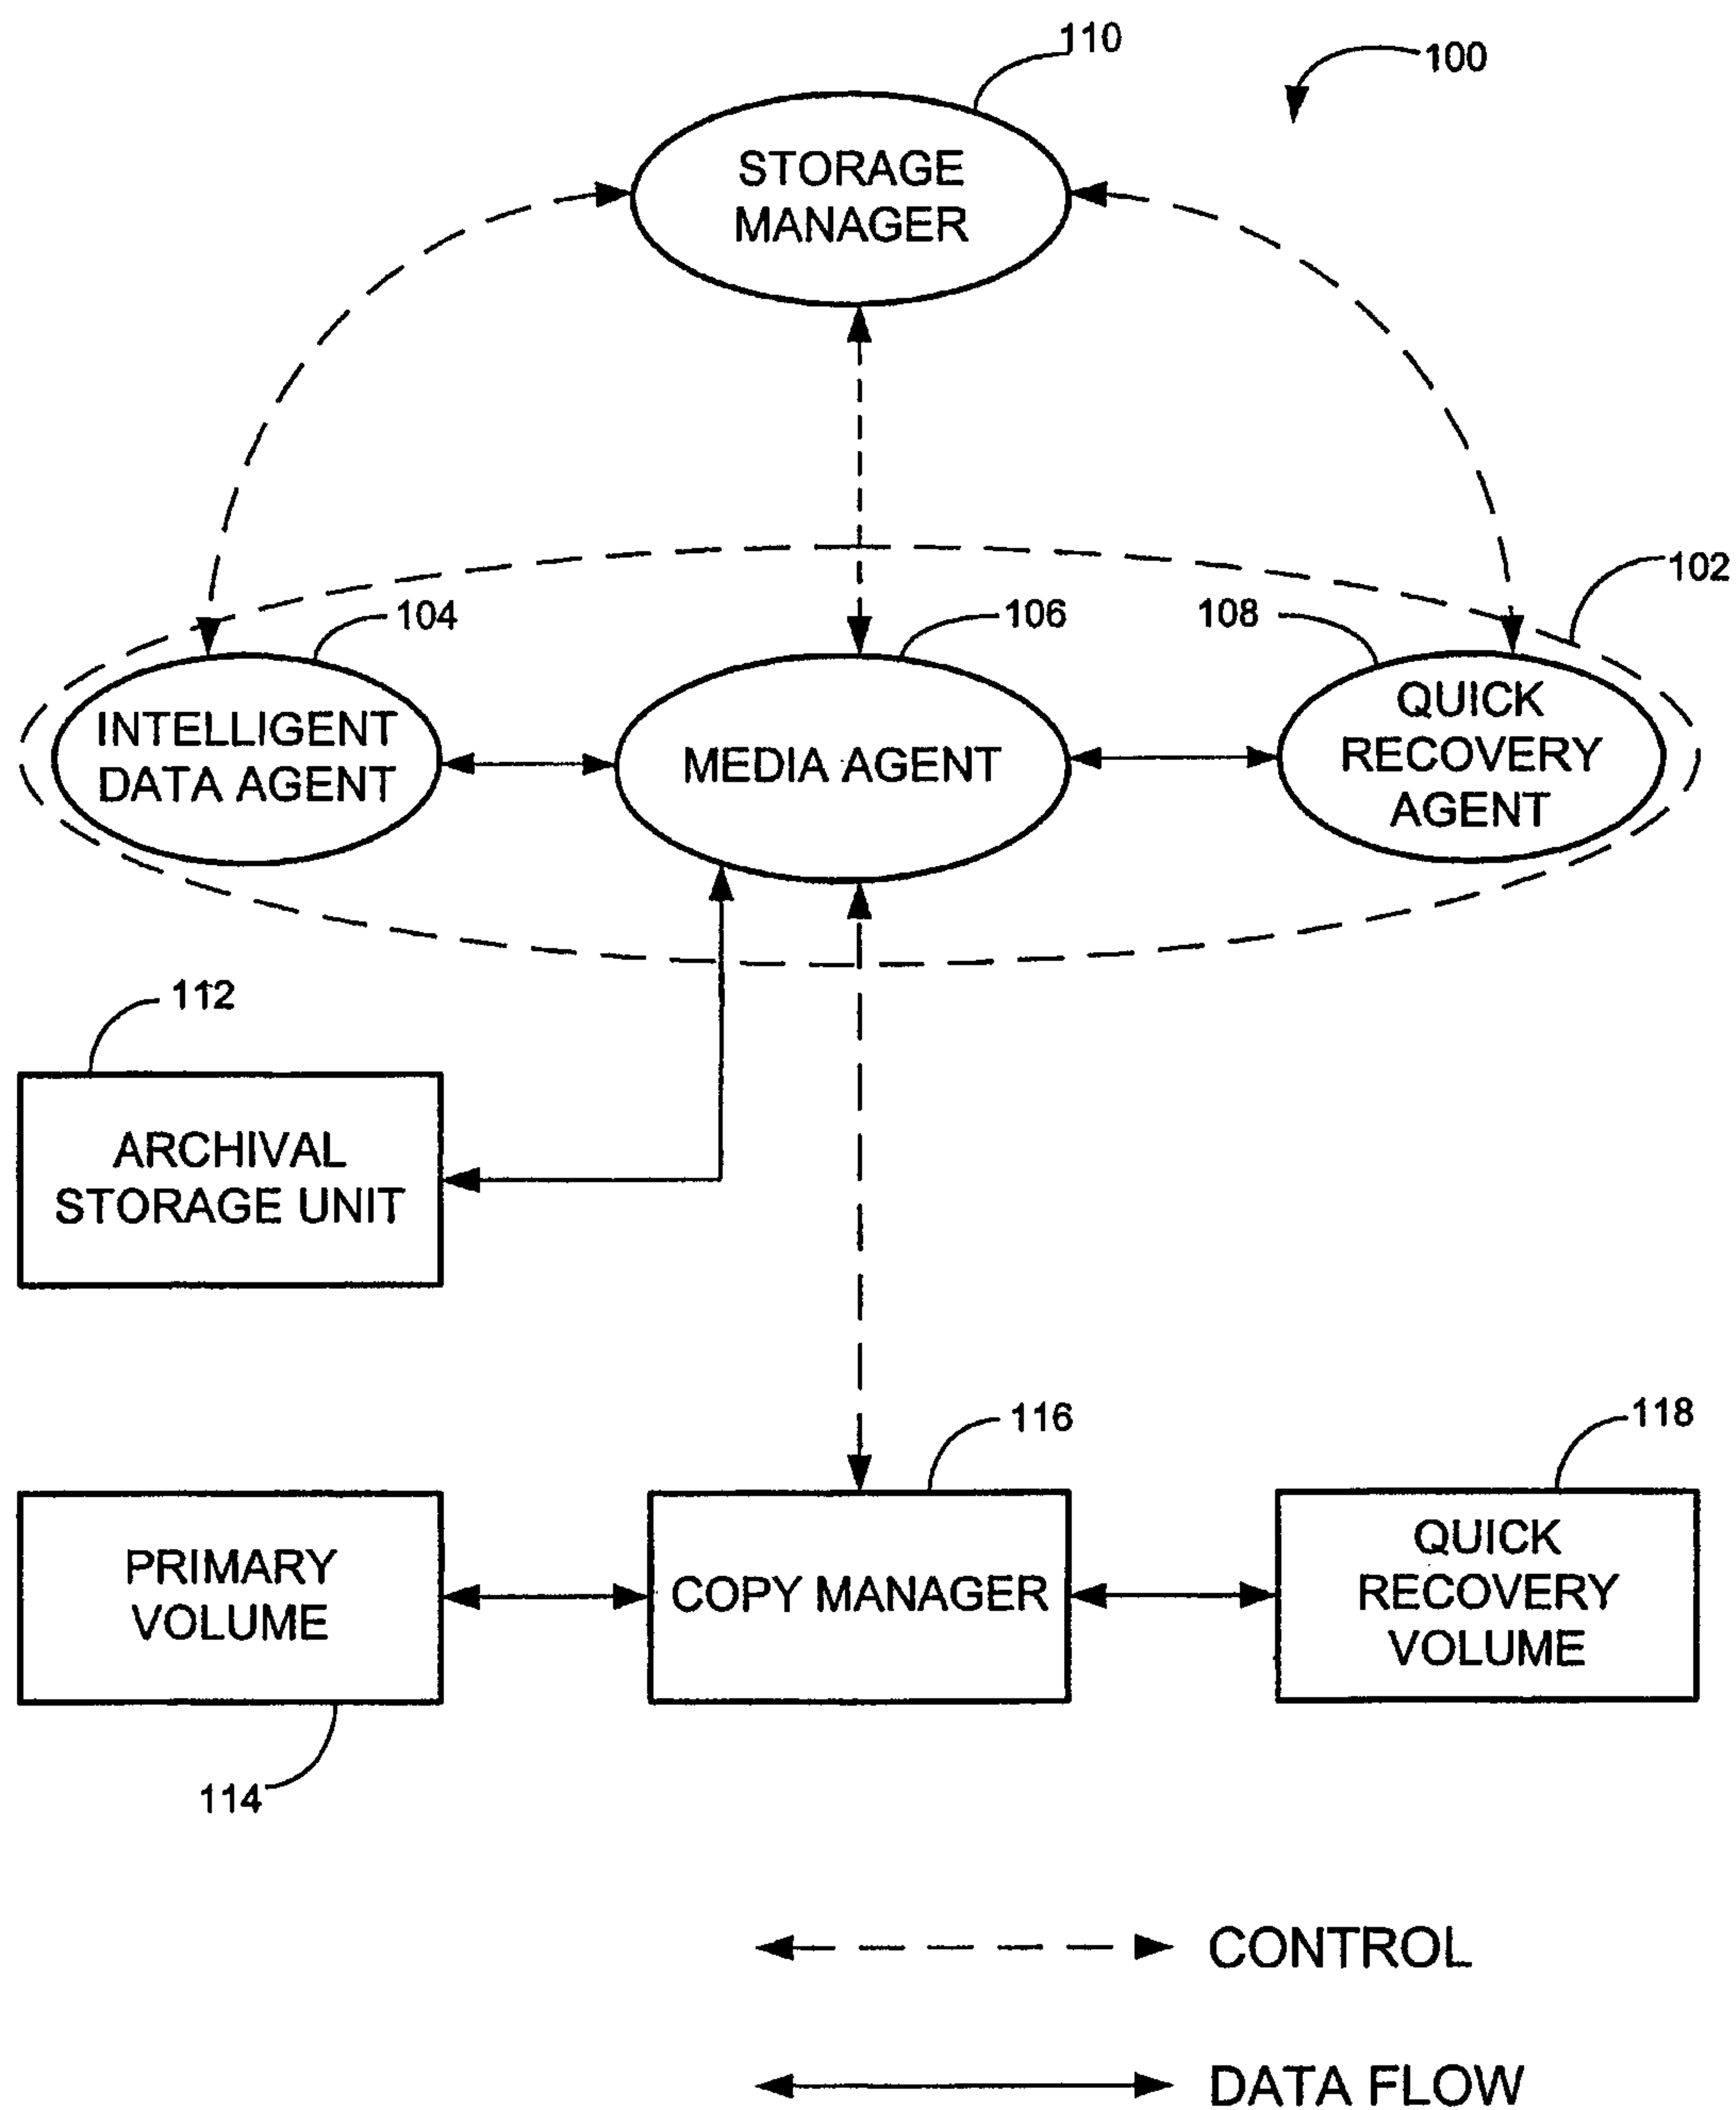 110
100
STORAGE
MANAGER
102
104
106
108
INTELLIGENT
DATA AGENT
MEDIA AGENT
QUICK
RECOVERY
AGENT
112
ARCHIVAL
STORAGE UNIT
116
118
PRIMARY
VOLUME
COPY MANAGER
QUICK
RECOVERY
VOLUME
114
CONTROL
DATA FLOW